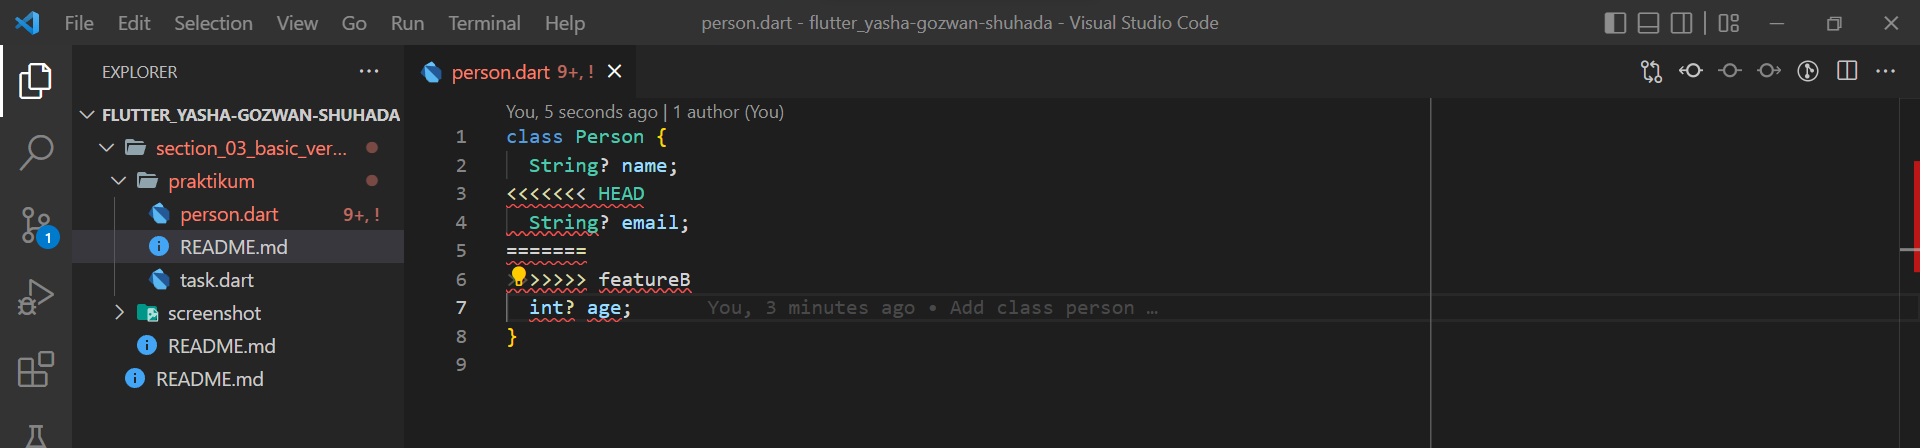 File Edit Selection View Go Run Terminal Help person.dart - flutter_yasha-gozwan-shuhada - Visual Studio Code
EXPLORER ··· person.dart 9+, !
FLUTTER_YASHA-GOZWAN-SHUHADA
section_03_basic_ver...
praktikum
person.dart 9+, !
README.md
task.dart
screenshot
README.md
README.md
1
You, 5 seconds ago | 1 author (You)
1 class Person {
2 String? name;
3 <<<<<<< HEAD
4 String? email;
5 =======
6 >>>>>> featureB
7 int? age; You, 3 minutes ago • Add class person …
8 }
9